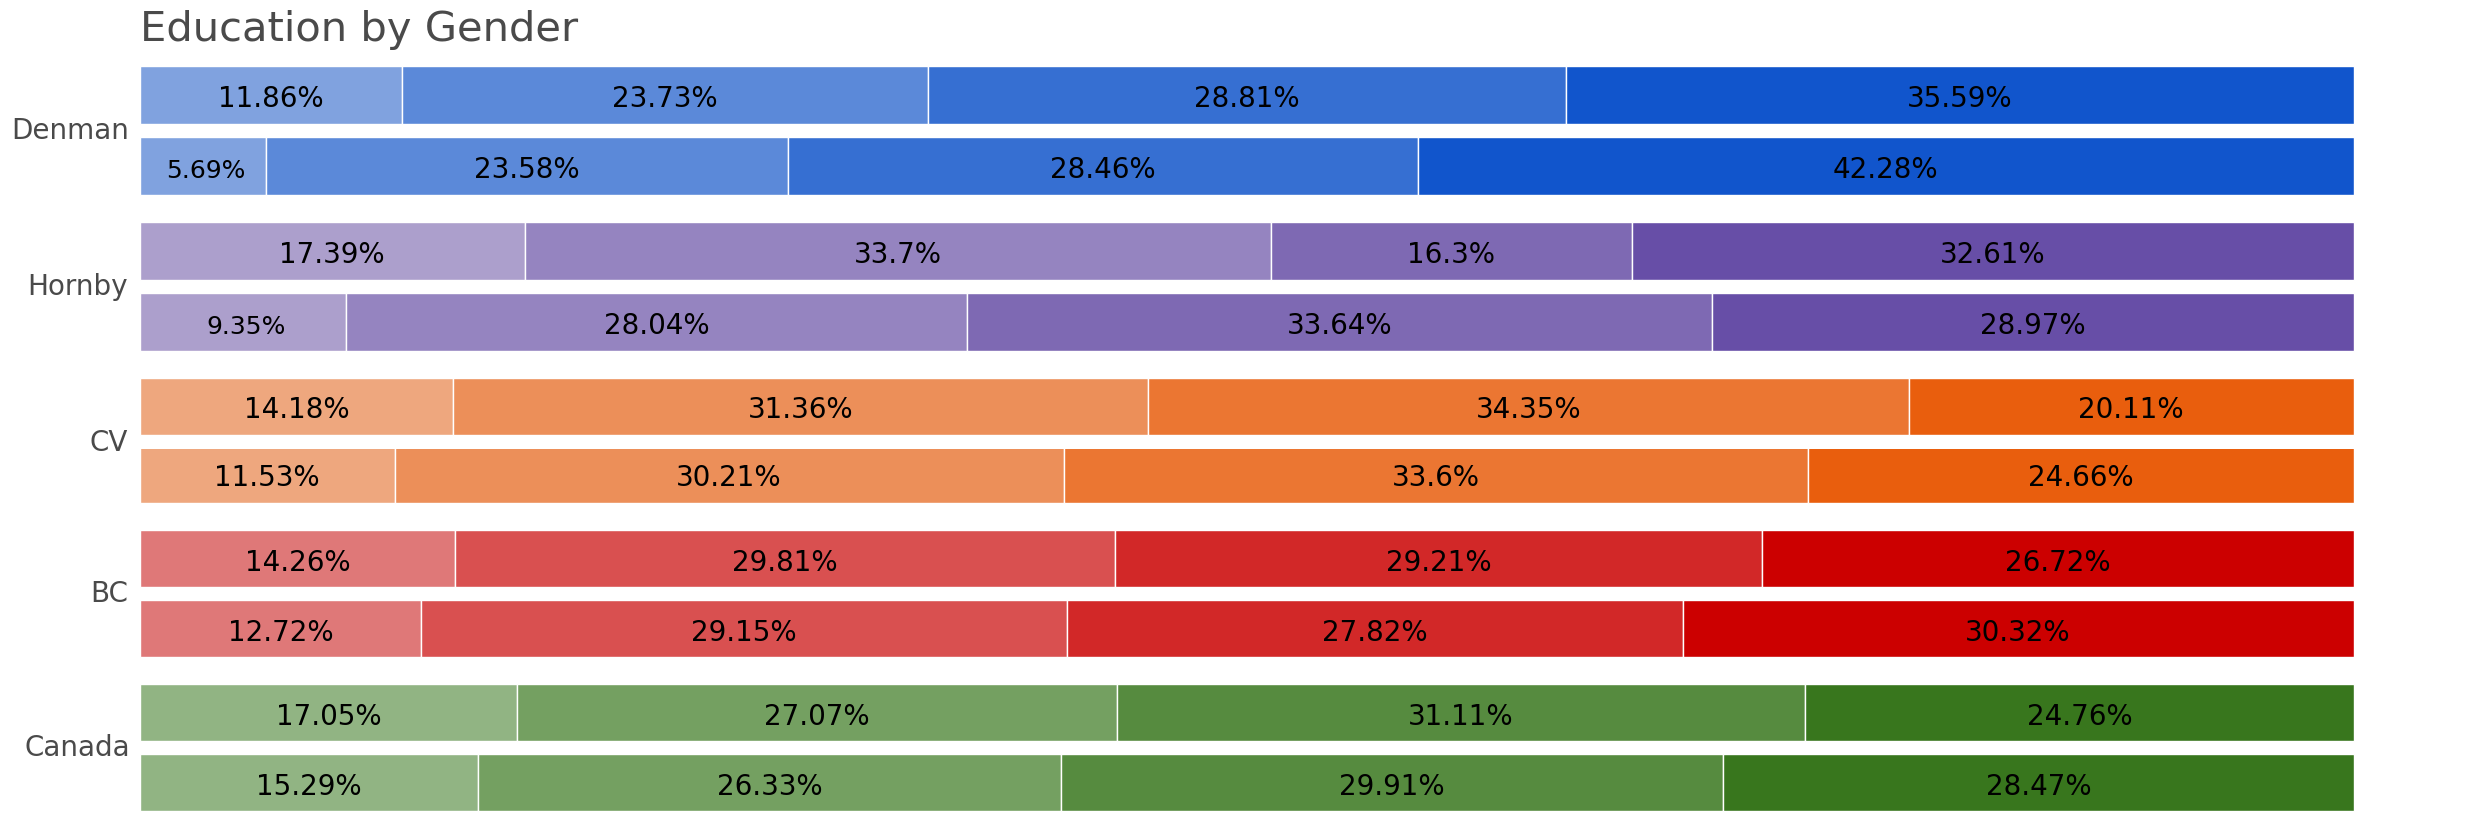 Education by Gender
11.86% 23.73% 28.81% 35.59%
Denman
5.69% 23.58% 28.46% 42.28%
17.39% 33.7% 16.3% 32.61%
Hornby
9.35% 28.04% 33.64% 28.97%
14.18% 31.36% 34.35% 20.11%
CV
11.53% 30.21% 33.6% 24.66%
14.26% 29.81% 29.21% 26.72%
BC
12.72% 29.15% 27.82% 30.32%
17.05% 27.07% 31.11% 24.76%
Canada
15.29% 26.33% 29.91% 28.47%